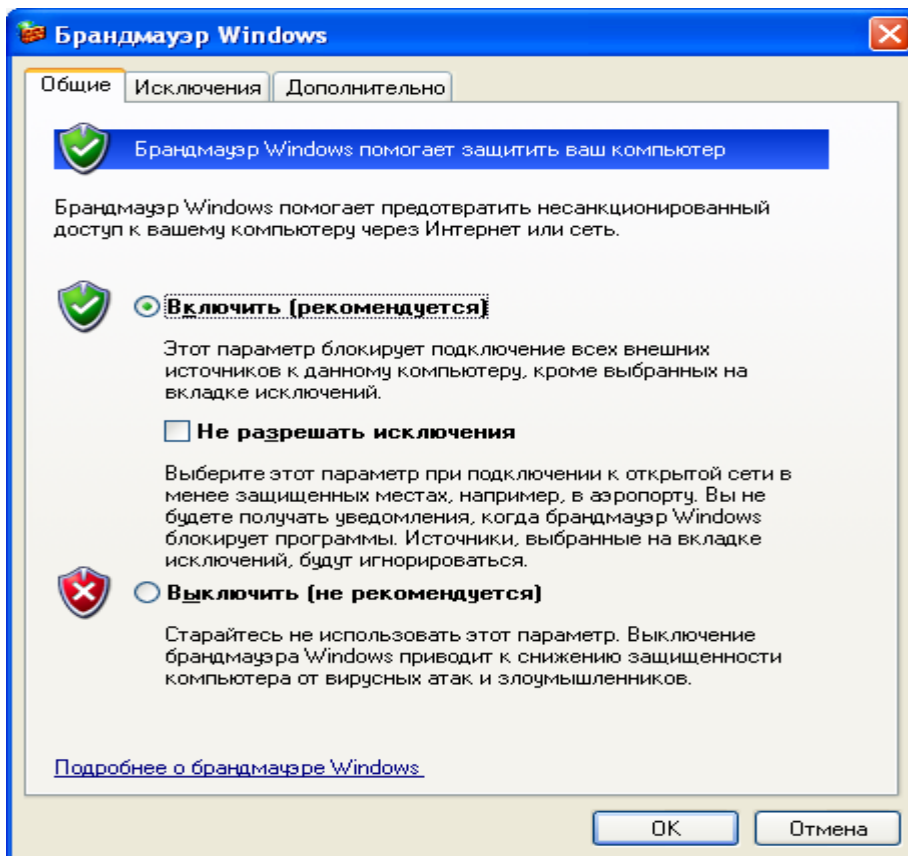 Брандмауэр Windows
Общие
Исключения
Дополнительно
Брандмауэр Windows помогает защитить ваш компьютер
Брандмауэр Windows помогает предотвратить несанкционированный
доступ к вашему компьютеру через Интернет или сеть.
Включить (рекомендуется)
Этот параметр блокирует подключение всех внешних
источников к данному компьютеру, кроме выбранных на
вкладке исключений.
Не разрешать исключения
Выберите этот параметр при подключении к открытой сети в
менее защищенных местах, например, в аэропорту. Вы не
будете получать уведомления, когда брандмауэр Windows
блокирует программы. Источники, выбранные на вкладке
исключений, будут игнорироваться.
Выключить (не рекомендуется)
Старайтесь не использовать этот параметр. Выключение
брандмауэра Windows приводит к снижению защищенности
компьютера от вирусных атак и злоумышленников.
Подробнее о брандмауэре Windows
OK
Отмена